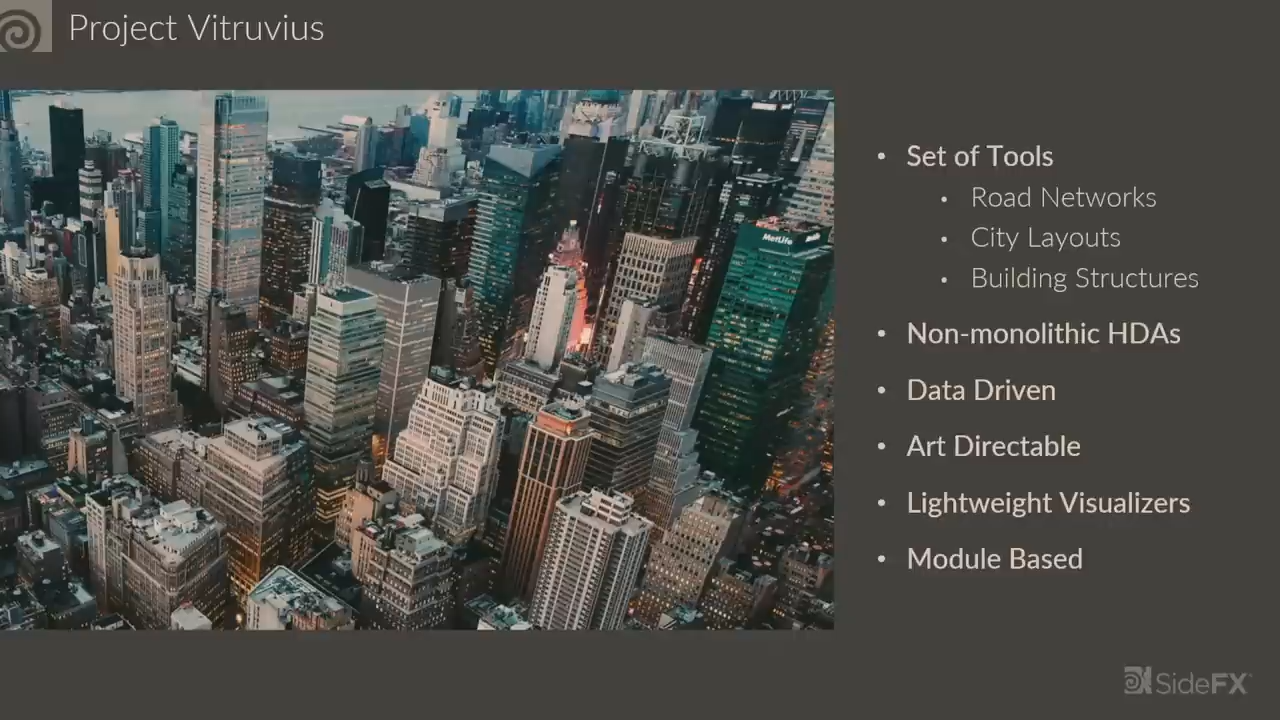 Project Vitruvius
MetLife
• Set of Tools
• Road Networks
• City Layouts
• Building Structures
• Non-monolithic HDAs
• Data Driven
• Art Directable
• Lightweight Visualizers
• Module Based
SideFX